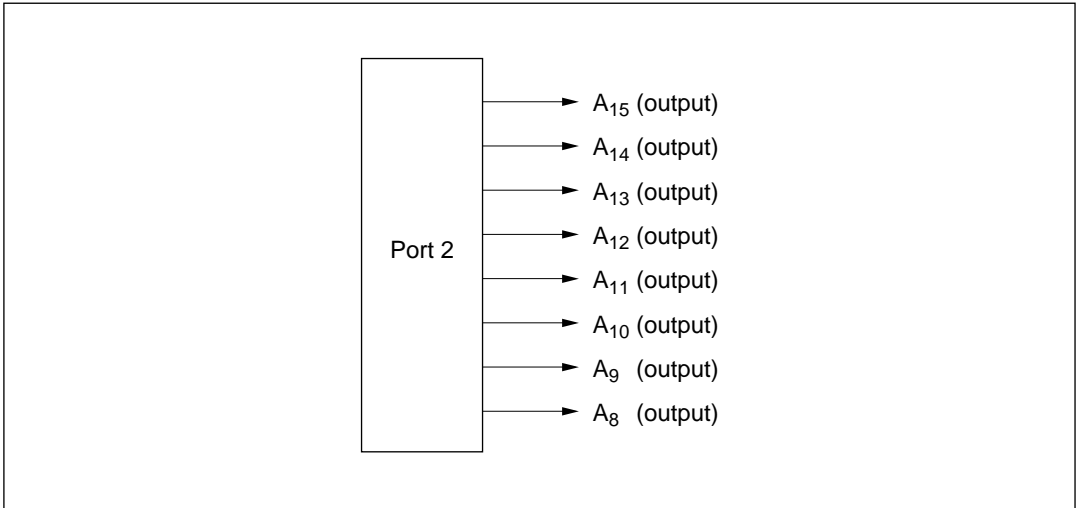 A15 (output)
A14 (output)
A13 (output)
A12 (output)
Port 2
A11 (output)
A10 (output)
A9 (output)
A8 (output)